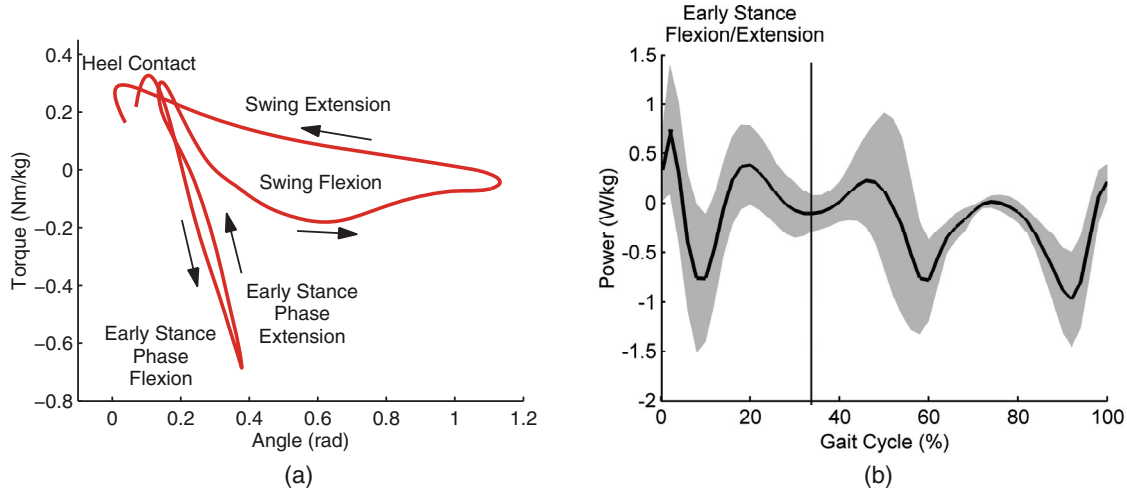 0.4
0.2
0
−0.2
−0.4
−0.6
−0.8
Torque (Nm/kg)
Heel Contact
Swing Extension
Swing Flexion
Early Stance
Phase
Extension
Early Stance
Phase
Flexion
0 0.2 0.4 0.6 0.8 1 1.2
Angle (rad)
(a)
Early Stance
Flexion/Extension
1.5
1
0.5
0
-0.5
-1
-1.5
-2
Power (W/kg)
0 20 40 60 80 100
Gait Cycle (%)
(b)